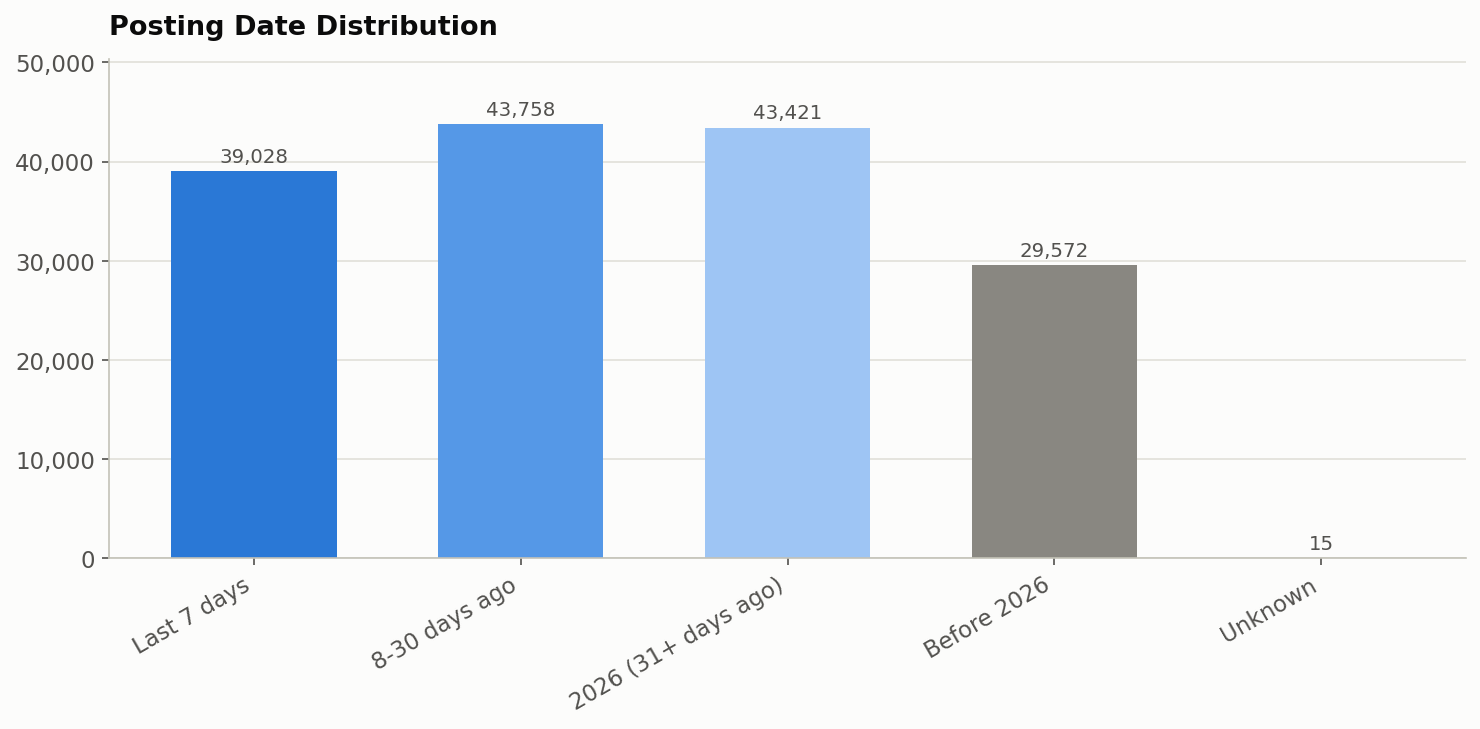 Posting Date Distribution
50,000
40,000
30,000
20,000
10,000
0
39,028
43,758
43,421
29,572
15
Last 7 days
8-30 days ago
2026 (31+ days ago)
Before 2026
Unknown